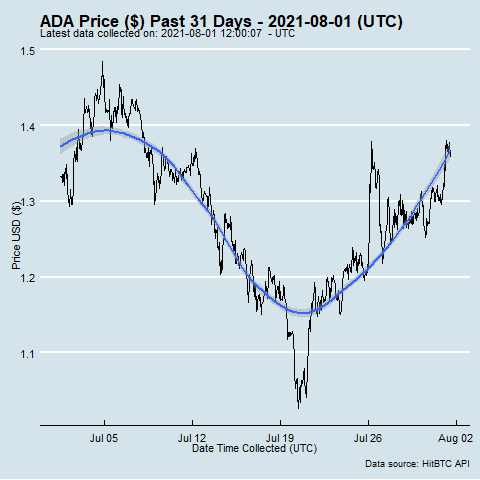 ADA Price ($) Past 31 Days - 2021-08-01 (UTC)
Latest data collected on: 2021-08-01 12:00:07 - UTC
1.5
1.4
1.3
1.2
1.1
Price USD ($)
Jul 05 Jul 12 Jul 19 Jul 26 Aug 02
Date Time Collected (UTC)
Data source: HitBTC API